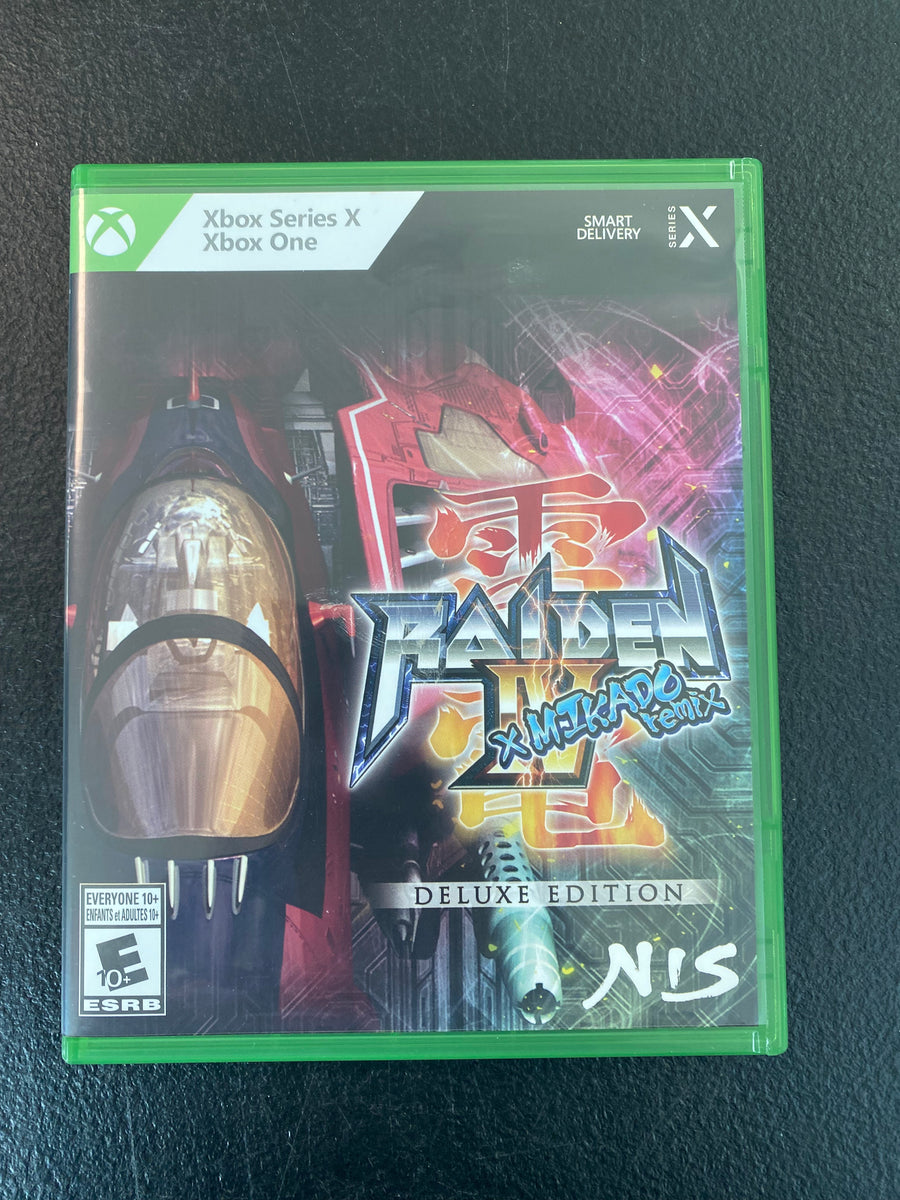 Xbox Series X
Xbox One
SMART
DELIVERY
SERIES X
雷
RAIDEN
IV
x MIKADO
remix
電
DELUXE EDITION
EVERYONE 10+
ENFANTS et ADULTES 10+
E
10+
ESRB
NIS